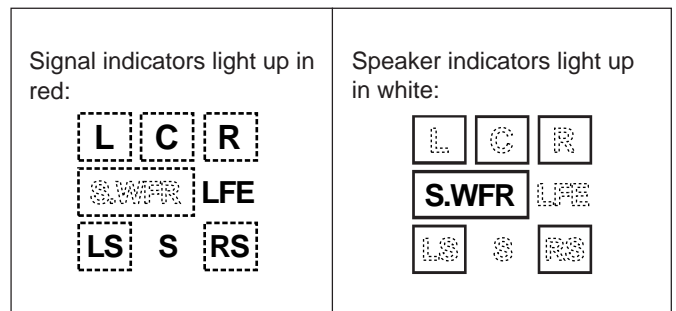 Signal indicators light up in
red:
L C R
S.WFR LFE
LS S RS
Speaker indicators light up
in white:
L C R
S.WFR LFE
LS S RS